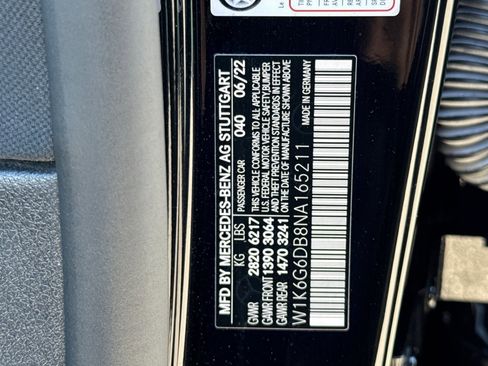 MFD BY MERCEDES-BENZ AG STUTTGART
PASSENGER CAR 040 06/22
KG LBS
GVWR 2820 6217
GAWR FRONT 1390 3064
GAWR REAR 1470 3241
THIS VEHICLE CONFORMS TO ALL APPLICABLE
U.S. FEDERAL MOTOR VEHICLE SAFETY, BUMPER
AND THEFT PREVENTION STANDARDS IN EFFECT
ON THE DATE OF MANUFACTURE SHOWN ABOVE
W1K6G6DB8NA165211
MADE IN GERMANY